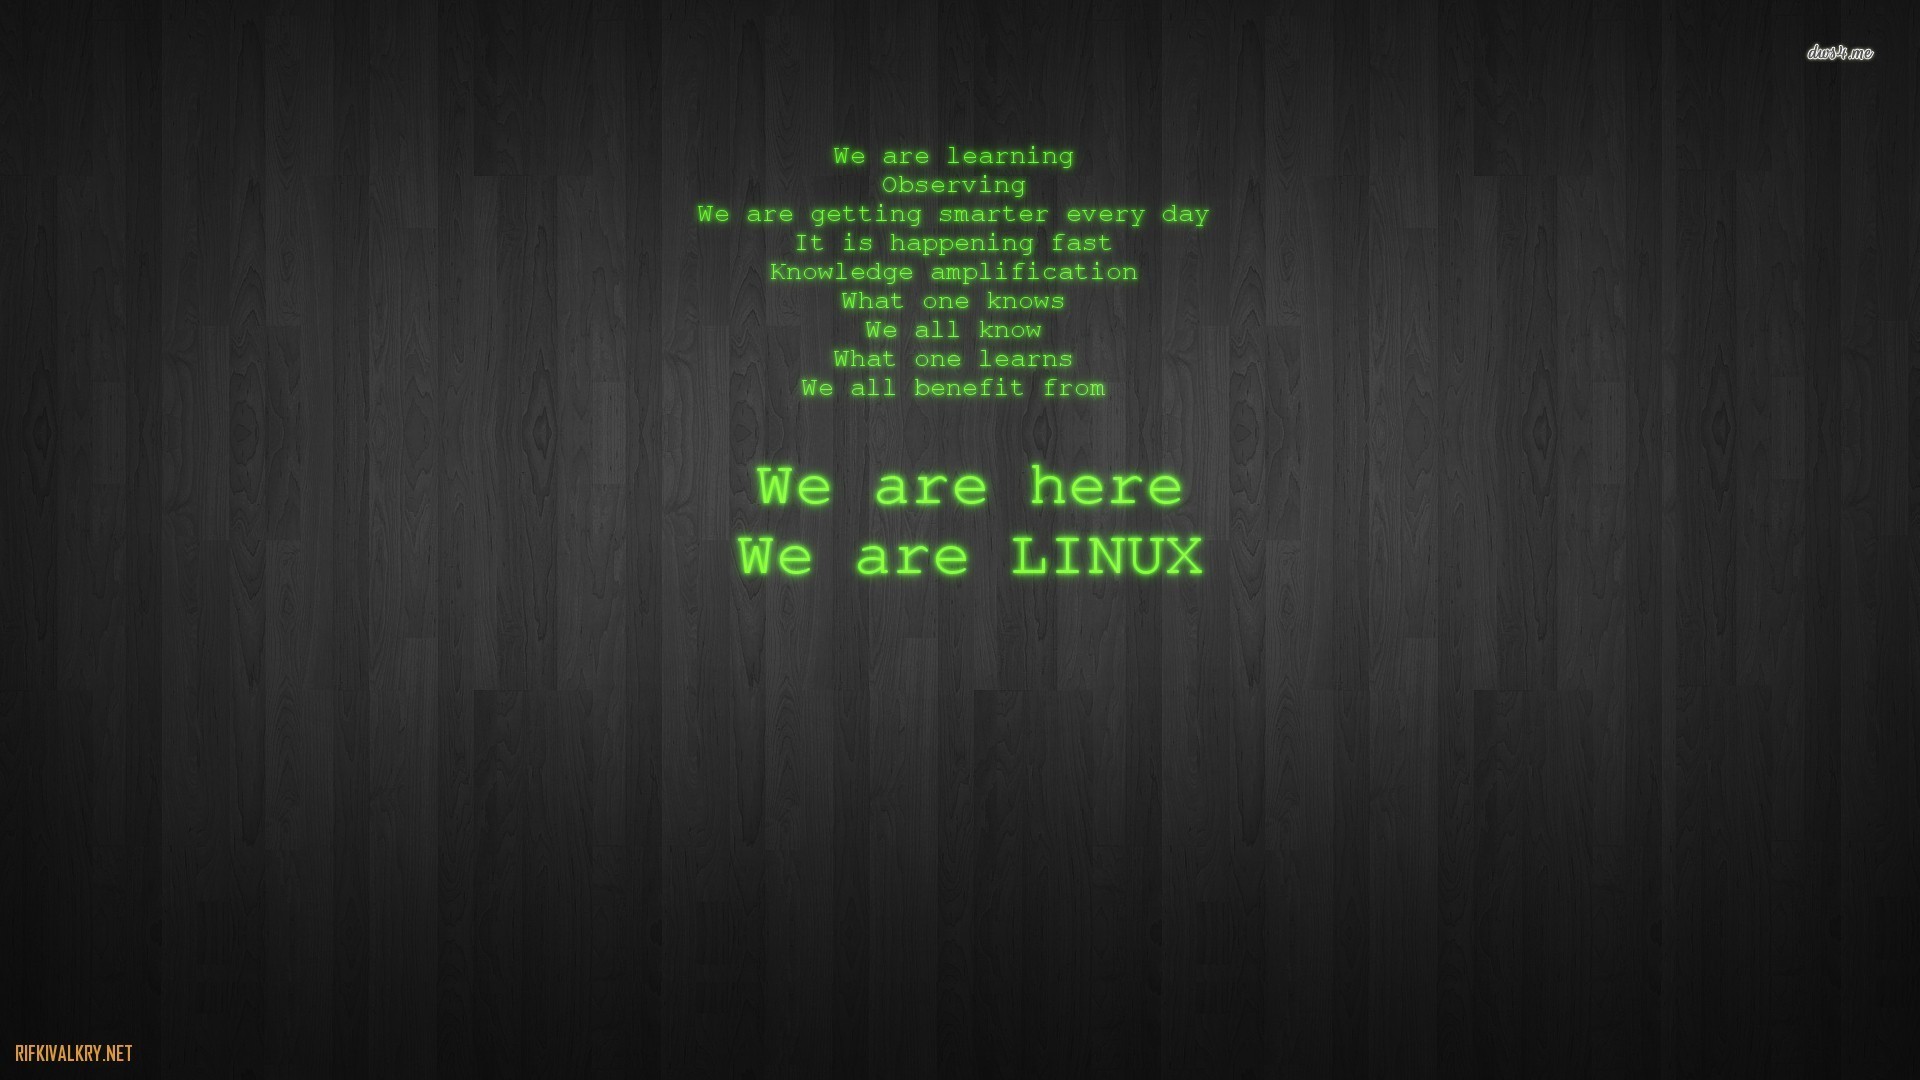 dws4.me
We are learning
Observing
We are getting smarter every day
It is happening fast
Knowledge amplification
What one knows
We all know
What one learns
We all benefit from
We are here
We are LINUX
RIFKIVALKRY.NET